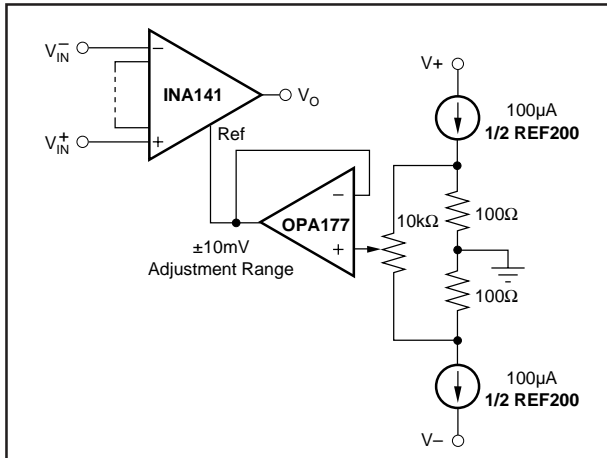 V−IN
−
INA141
VO
V+IN
+
Ref
−
OPA177
+
±10mV
Adjustment Range
10kΩ
V+
100µA
1/2 REF200
100Ω
100Ω
100µA
1/2 REF200
V−